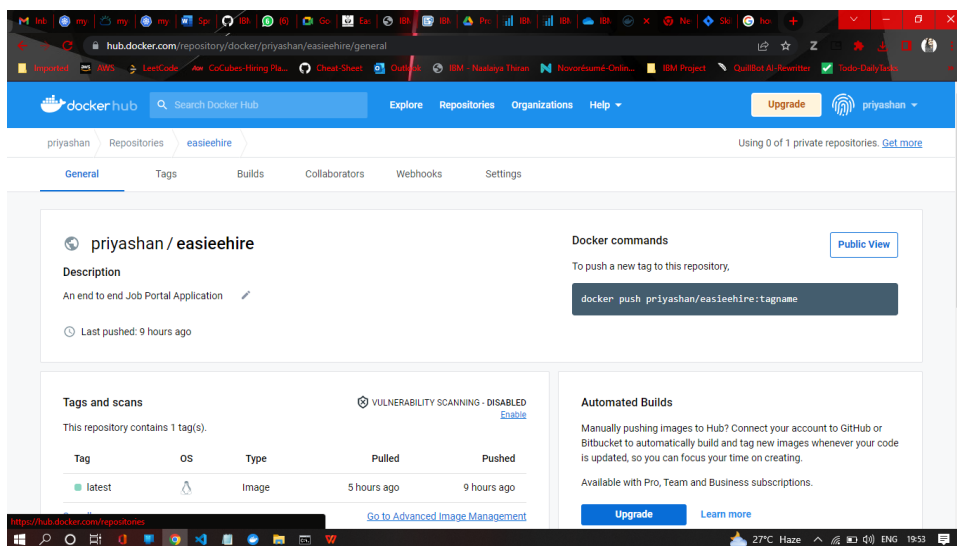 hub.docker.com/repository/docker/priyashan/easieehire/general
Imported AWS LeetCode CoCubes-Hiring Pla... Cheat-Sheet Outlook IBM - Naalaiya Thiran Novorésumé-Onlin... IBM Project QuillBot AI-Rewritter Todo-DailyTasks
docker hub Search Docker Hub Explore Repositories Organizations Help Upgrade priyashan
priyashan Repositories easieehire Using 0 of 1 private repositories. Get more
General Tags Builds Collaborators Webhooks Settings
priyashan / easieehire
Description
An end to end Job Portal Application
Last pushed: 9 hours ago
Docker commands
Public View
To push a new tag to this repository,
docker push priyashan/easieehire:tagname
Tags and scans
VULNERABILITY SCANNING - DISABLED
Enable
This repository contains 1 tag(s).
Tag OS Type Pulled Pushed
latest Image 5 hours ago 9 hours ago
Go to Advanced Image Management
Automated Builds
Manually pushing images to Hub? Connect your account to GitHub or
Bitbucket to automatically build and tag new images whenever your code
is updated, so you can focus your time on creating.
Available with Pro, Team and Business subscriptions.
Upgrade Learn more
https://hub.docker.com/repositories
27°C Haze ENG 19:53